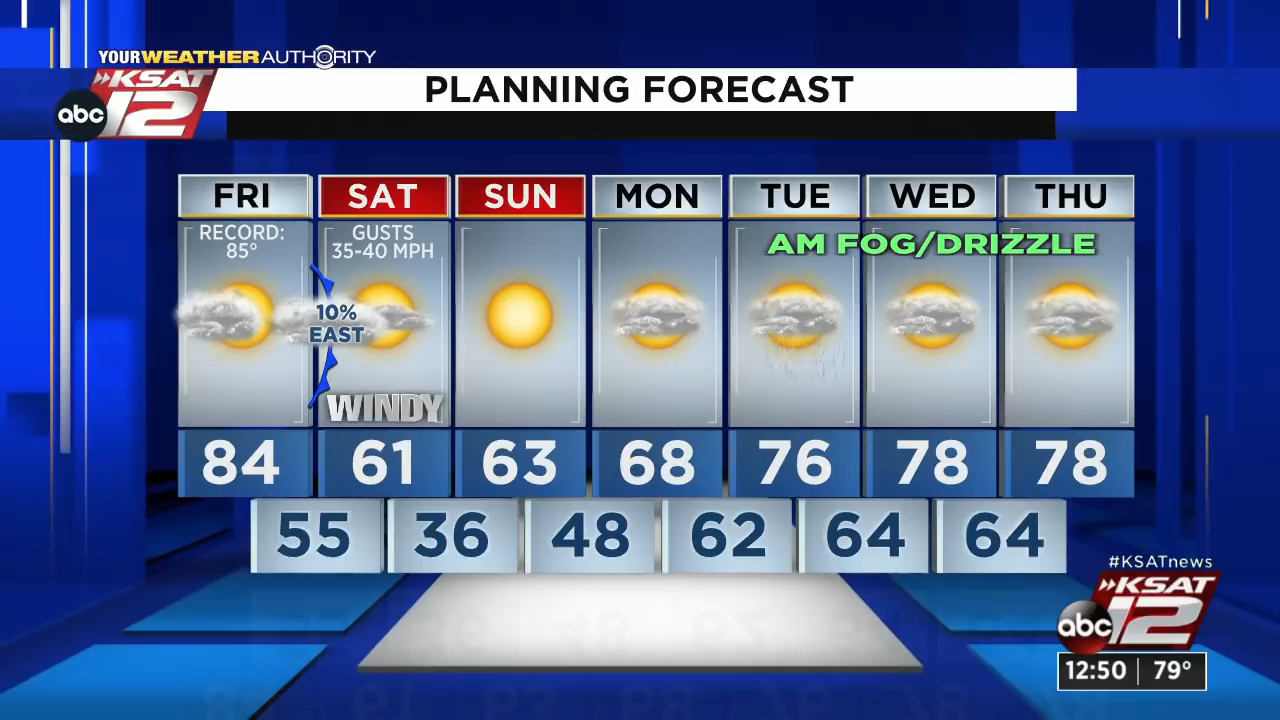 YOUR WEATHER AUTHORITY
KSAT
abc 12
PLANNING FORECAST
FRI SAT SUN MON TUE WED THU
RECORD: 85°
GUSTS 35-40 MPH
AM FOG/DRIZZLE
10% EAST
WINDY
84 61 63 68 76 78 78
55 36 48 62 64 64
#KSATnews
KSAT
abc 12
12:50 79°